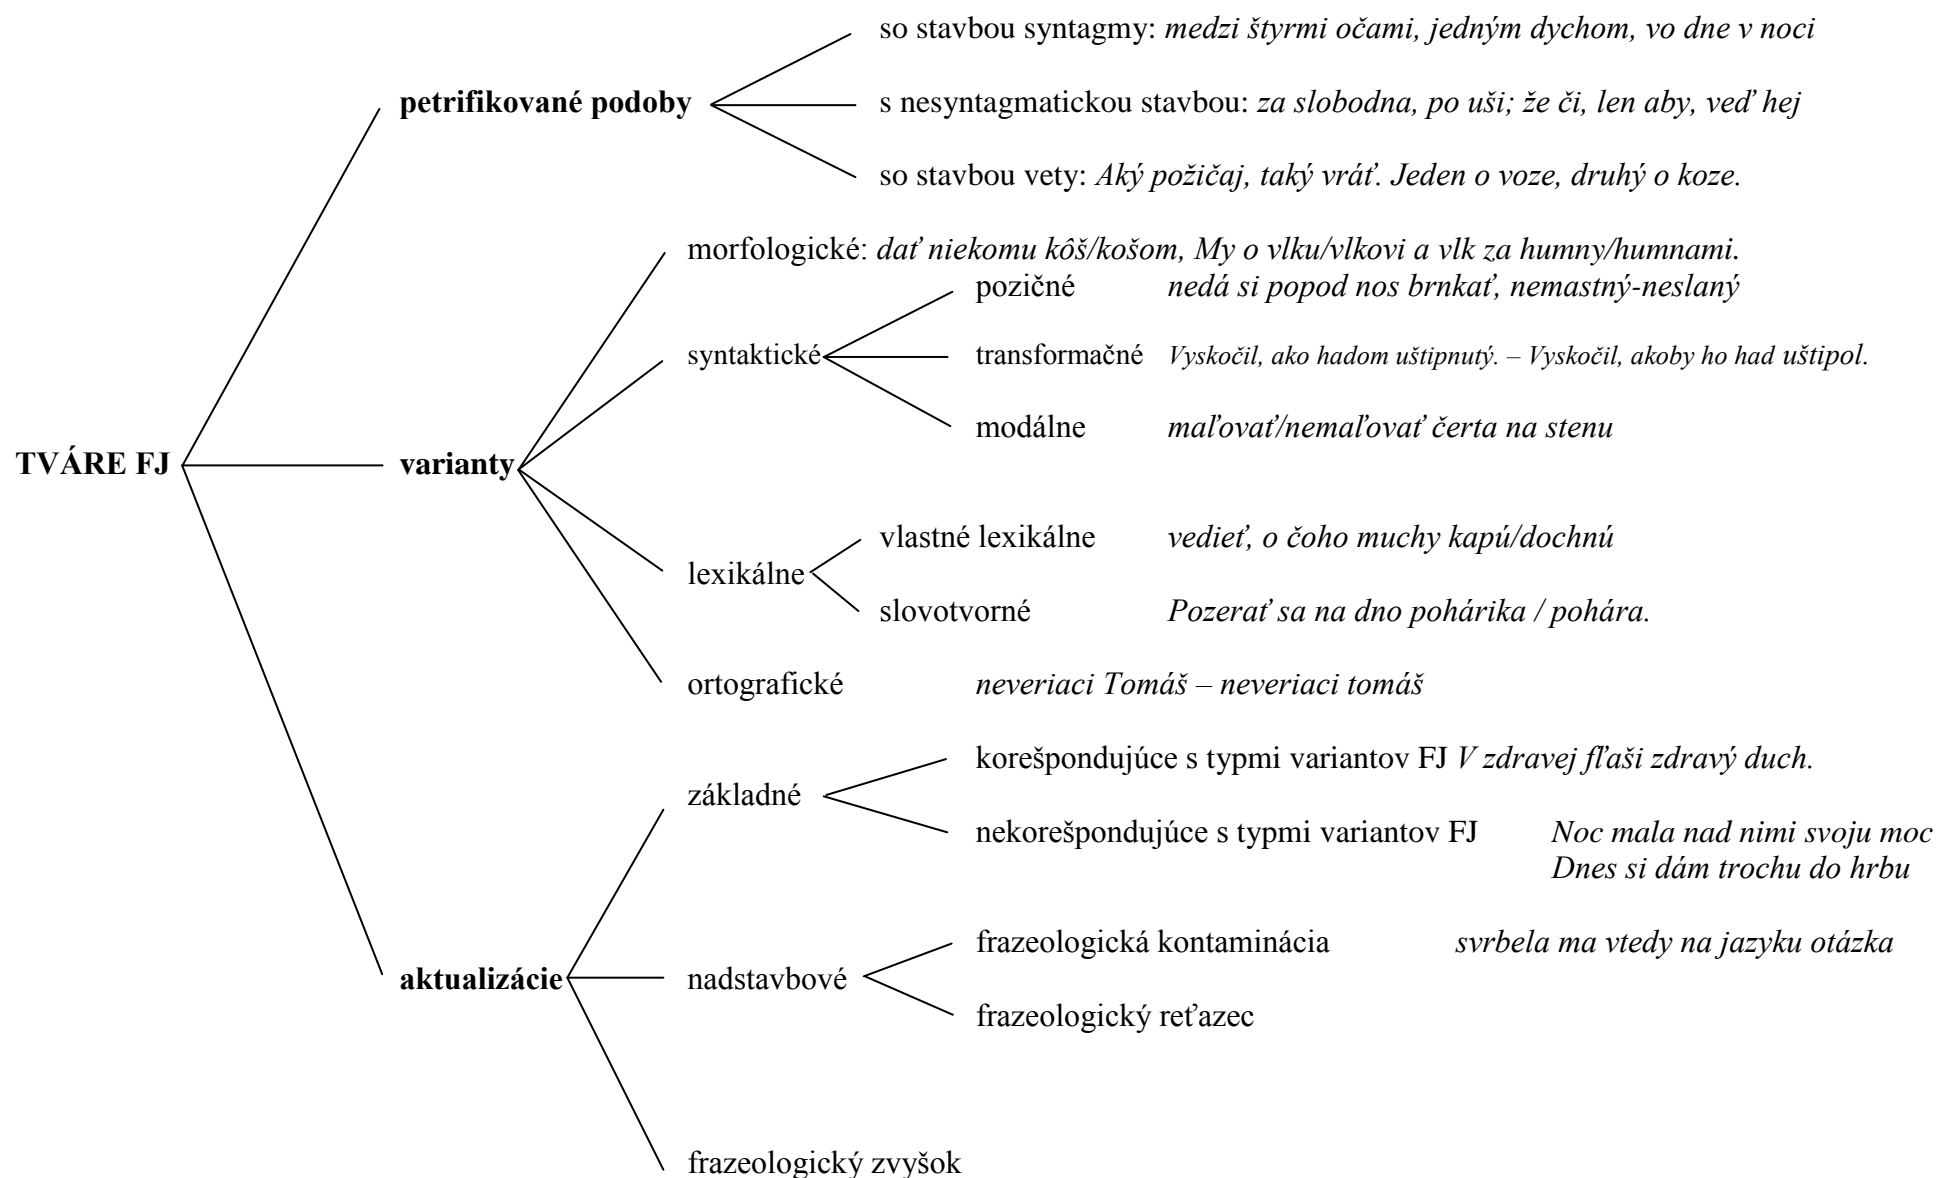 so stavbou syntagmy: medzi štyrmi očami, jedným dychom, vo dne v noci
petrifikované podoby s nesyntagmatickou stavbou: za slobodna, po uši; že či, len aby, veď hej
so stavbou vety: Aký požičaj, taký vráť. Jeden o voze, druhý o koze.
morfologické: dať niekomu kôš/košom, My o vlku/vlkovi a vlk za humny/humnami.
pozičné nedá si popod nos brnkať, nemastný-neslaný
syntaktické transformačné Vyskočil, ako hadom uštipnutý. – Vyskočil, akoby ho had uštipol.
modálne maľovať/nemaľovať čerta na stenu
TVÁRE FJ varianty
vlastné lexikálne vedieť, o čoho muchy kapú/dochnú
lexikálne
slovotvorné Pozerať sa na dno pohárika / pohára.
ortografické neveriaci Tomáš – neveriaci tomáš
korešpondujúce s typmi variantov FJ V zdravej fľaši zdravý duch.
základné
nekorešpondujúce s typmi variantov FJ Noc mala nad nimi svoju moc
Dnes si dám trochu do hrbu
frazeologická kontaminácia svrbela ma vtedy na jazyku otázka
aktualizácie nadstavbové
frazeologický reťazec
frazeologický zvyšok